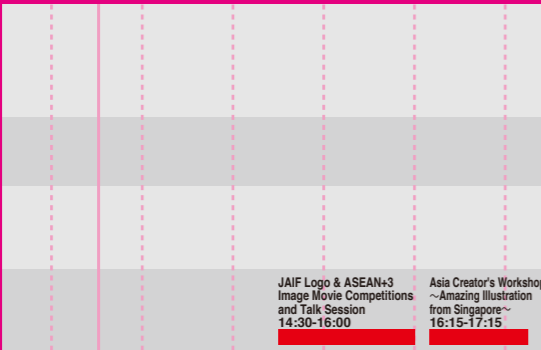 JAIF Logo & ASEAN+3
Image Movie Competitions
and Talk Session
14:30-16:00
Asia Creator's Workshop
～Amazing Illustration
from Singapore～
16:15-17:15